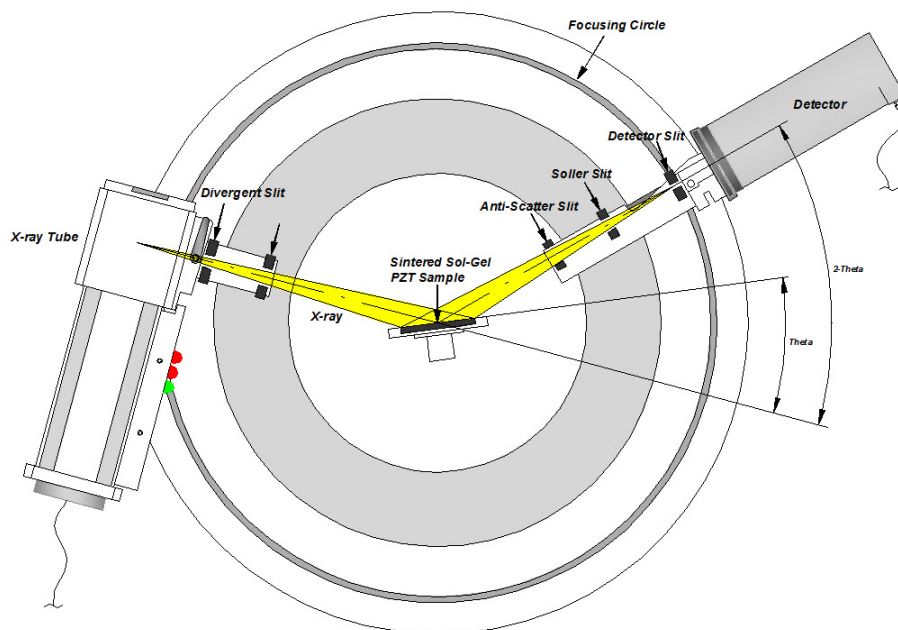 Focusing Circle
Detector
Detector Slit
Soller Slit
Divergent Slit
Anti-Scatter Slit
X-ray Tube
Sintered Sol-Gel
PZT Sample
2-Theta
X-ray
Theta